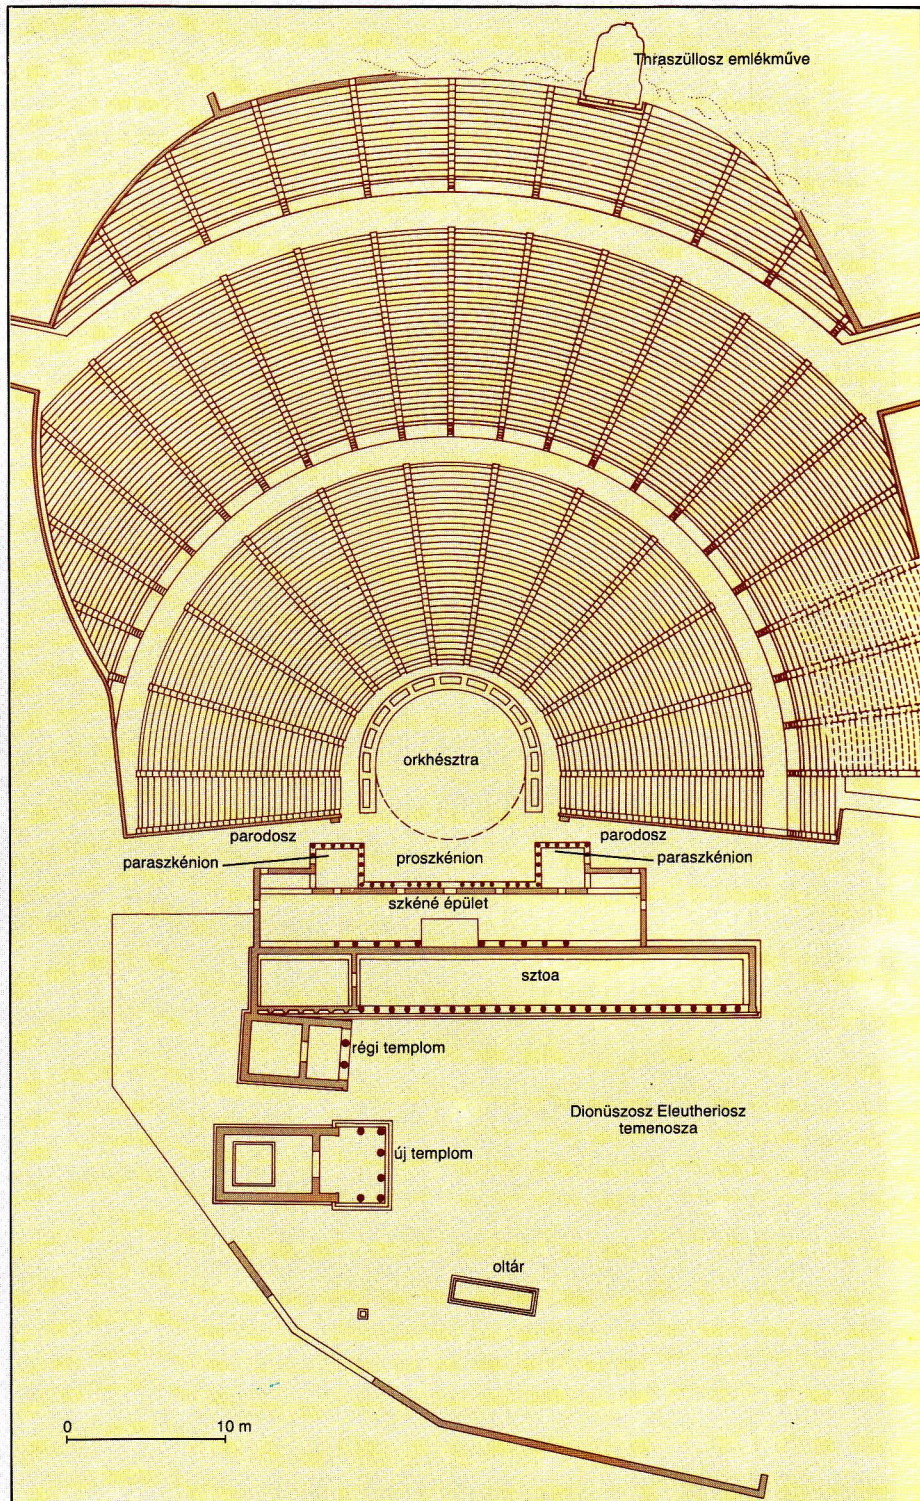 Thraszüllosz emlékműve
orkhésztra
parodosz
parodosz
paraszkénion
proszkénion
paraszkénion
szkéné épület
sztoa
régi templom
Dionüszosz Eleutheriosz
temenosza
új templom
oltár
0
10 m